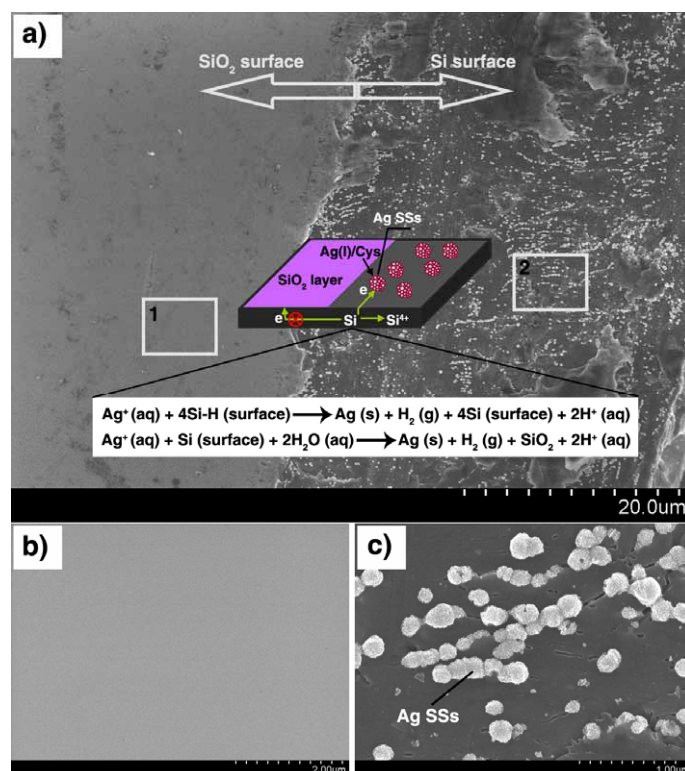 a)
SiO₂ surface
Si surface
Ag SSs
Ag(I)/Cys
SiO₂ layer
e
2
1
e
Si
Si⁴⁺
Ag⁺ (aq) + 4Si-H (surface) → Ag (s) + H₂ (g) + 4Si (surface) + 2H⁺ (aq)
Ag⁺ (aq) + Si (surface) + 2H₂O (aq) → Ag (s) + H₂ (g) + SiO₂ + 2H⁺ (aq)
20.0um
b)
c)
Ag SSs
2.00um
1.00um